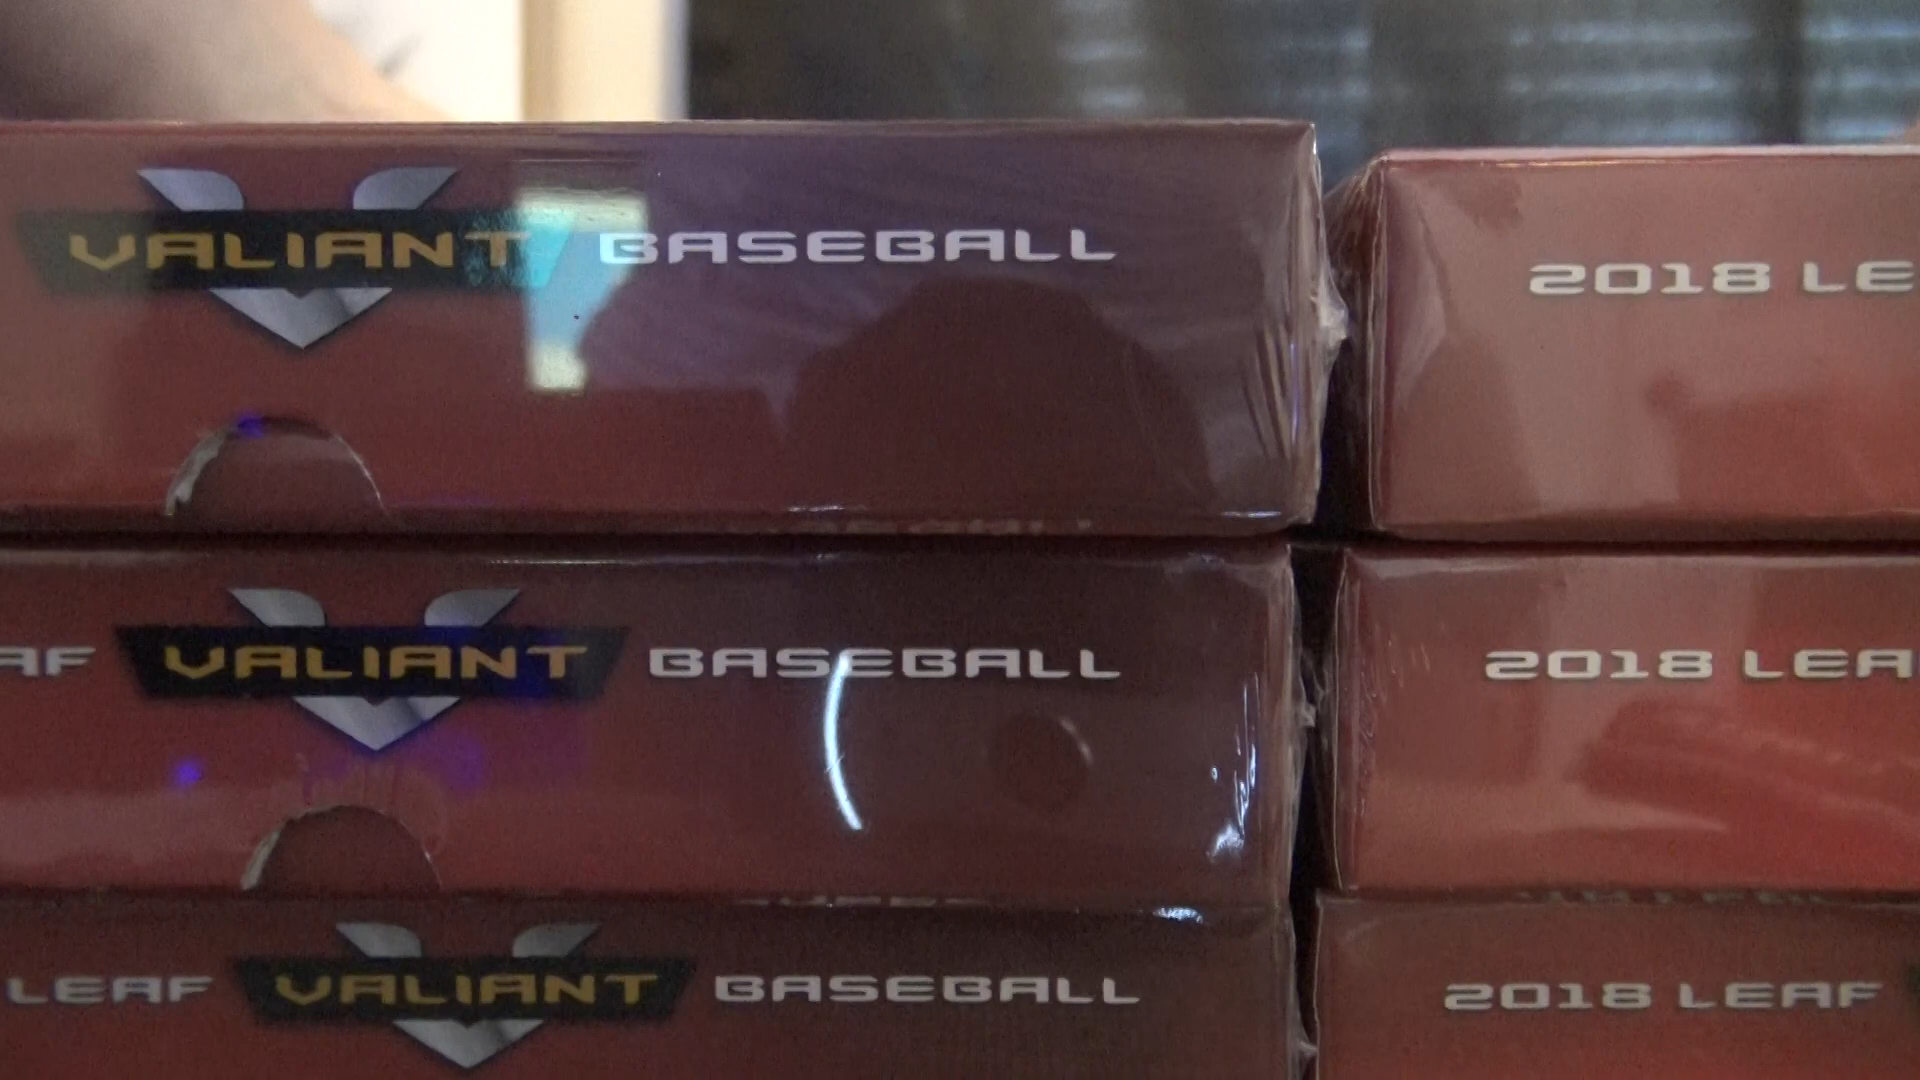 VALIANT BASEBALL
2018 LE
AF VALIANT BASEBALL
2018 LEA
LEAF VALIANT BASEBALL
2018 LEAF